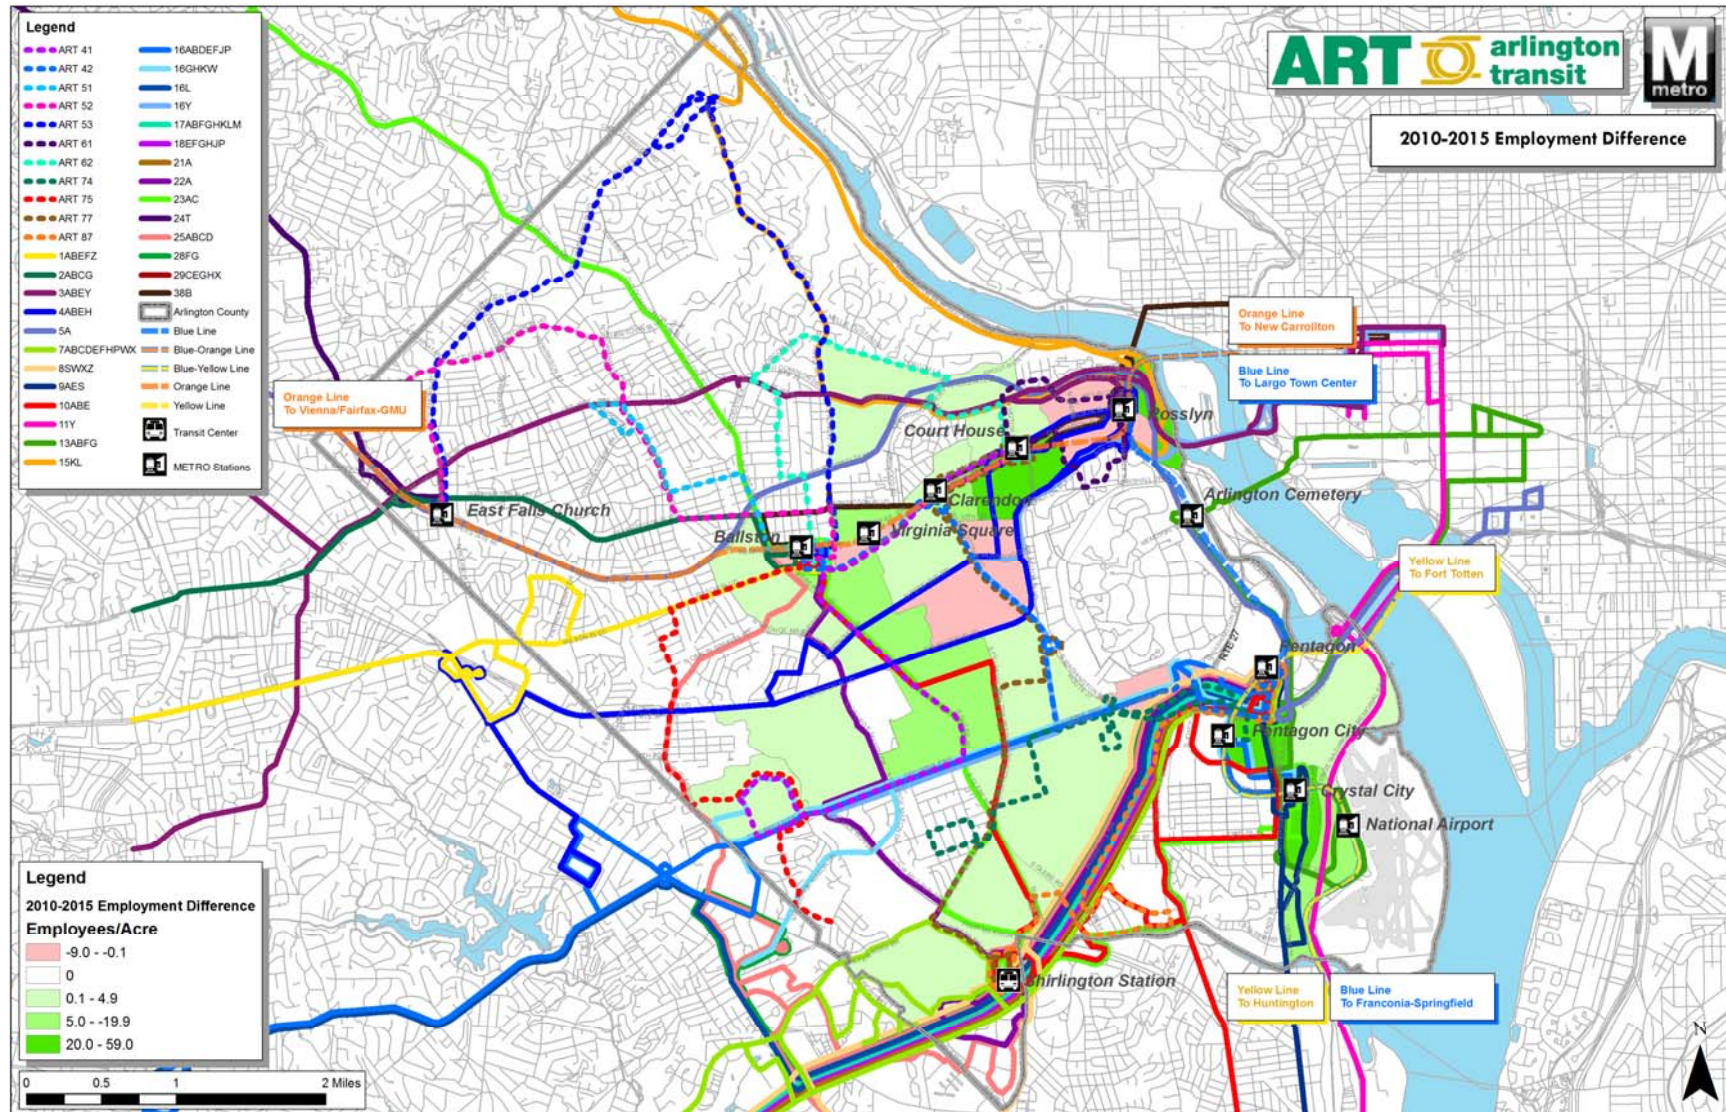 Legend
ART 41
ART 42
ART 51
ART 52
ART 53
ART 61
ART 62
ART 74
ART 75
ART 77
ART 87
1ABEFZ
2ABCG
3ABEY
4ABEH
5A
7ABCDEFHPWX
8SWXZ
9AES
10ABE
11Y
13ABFG
15KL
16ABDEFJP
16GHKW
16L
16Y
17ABFGHKLM
18EFGHJP
21A
22A
23AC
24T
25ABCD
28FG
29CEGHX
38B
Arlington County
Blue Line
Blue-Orange Line
Blue-Yellow Line
Orange Line
Yellow Line
Transit Center
METRO Stations
ART arlington
transit
M
metro
2010-2015 Employment Difference
Orange Line
To New Carrollton
Blue Line
To Largo Town Center
Orange Line
To Vienna/Fairfax-GMU
Rosslyn
Court House
Clarendon
Arlington Cemetery
East Falls Church
Virginia Square
Ballston
Yellow Line
To Fort Totten
RTE 27
Pentagon
Pentagon City
Crystal City
National Airport
Shirlington Station
Yellow Line
To Huntington
Blue Line
To Franconia-Springfield
Legend
2010-2015 Employment Difference
Employees/Acre
-9.0 - -0.1
0
0.1 - 4.9
5.0 - -19.9
20.0 - 59.0
0 0.5 1 2 Miles
N